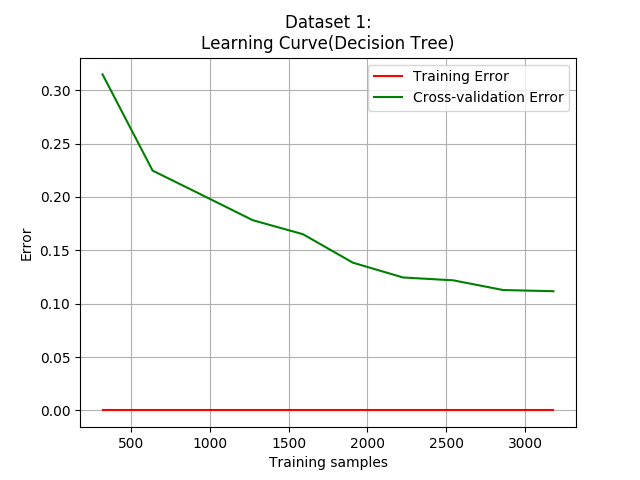 Dataset 1:
Learning Curve(Decision Tree)
Training Error
Cross-validation Error
Error
0.30
0.25
0.20
0.15
0.10
0.05
0.00
500 1000 1500 2000 2500 3000
Training samples